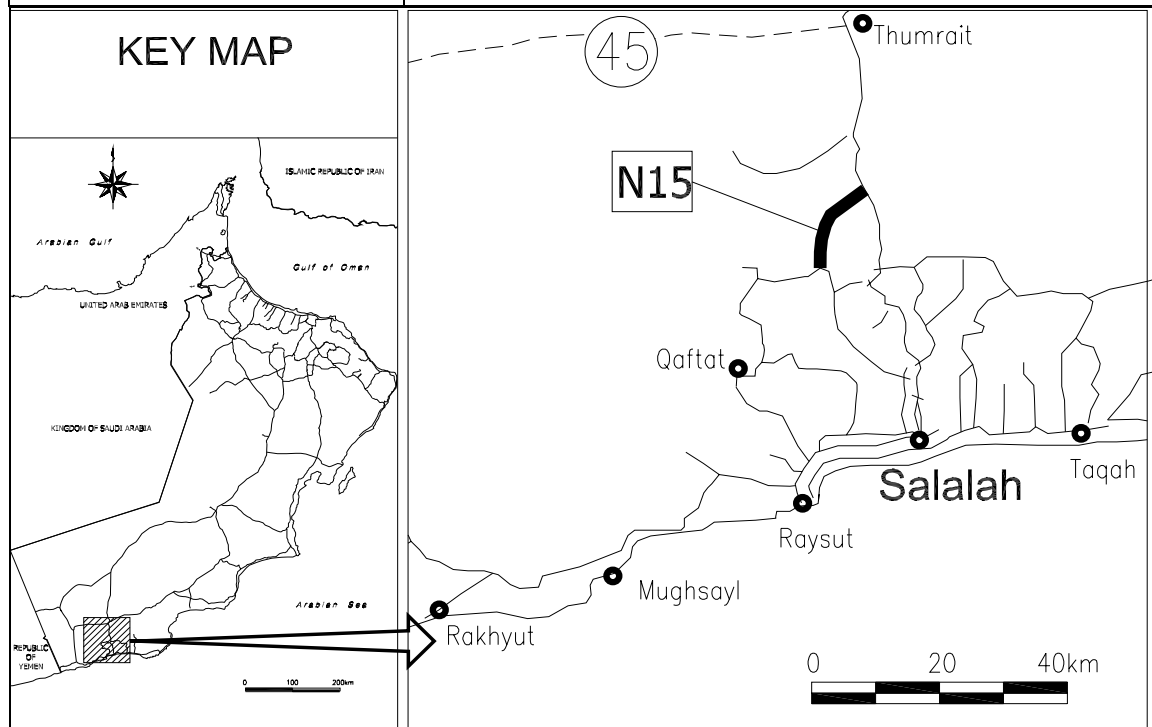 KEY MAP
ISLAMIC REPUBLIC OF IRAN
Arabian Gulf
Gulf of Oman
UNITED ARAB EMIRATES
KINGDOM OF SAUDI ARABIA
Arabian Sea
REPUBLIC
OF
YEMEN
0 100 200km
45
Thumrait
N15
Qaftat
Salalah
Taqah
Raysut
Mughsayl
Rakhyut
0 20 40km